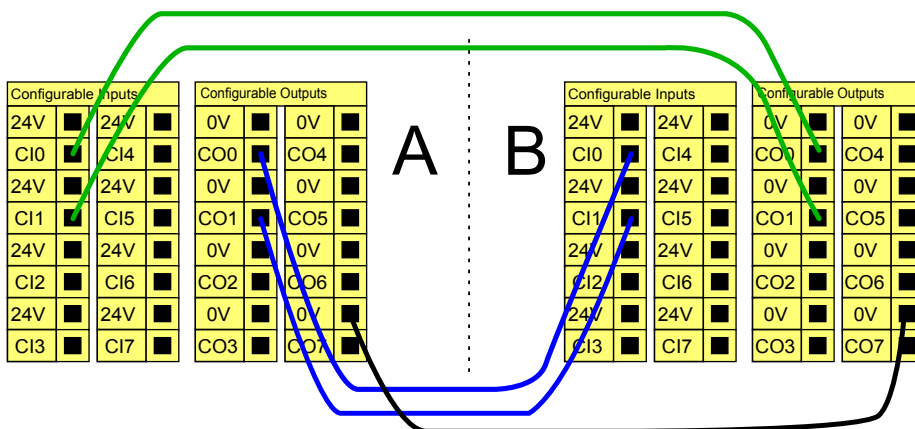 Configurable Inputs Configurable Outputs Configurable Inputs Configurable Outputs
24V 24V 0V 0V A B 24V 24V 0V 0V
CI0 CI4 CO0 CO4 CI0 CI4 CO0 CO4
24V 24V 0V 0V 24V 24V 0V 0V
CI1 CI5 CO1 CO5 CI1 CI5 CO1 CO5
24V 24V 0V 0V 24V 24V 0V 0V
CI2 CI6 CO2 CO6 CI2 CI6 CO2 CO6
24V 24V 0V 0V 24V 24V 0V 0V
CI3 CI7 CO3 CO7 CI3 CI7 CO3 CO7